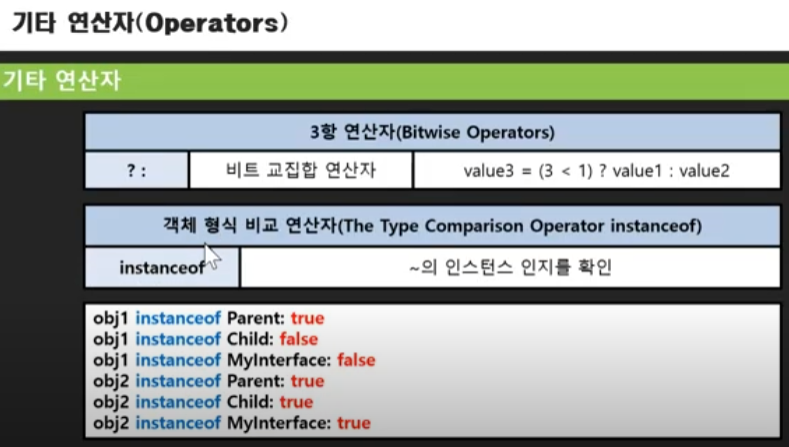 기타 연산자(Operators)
기타 연산자
3항 연산자(Bitwise Operators)
? : 비트 교집합 연산자 value3 = (3 < 1) ? value1 : value2
객체 형식 비교 연산자(The Type Comparison Operator instanceof)
instanceof ~의 인스턴스 인지를 확인
obj1 instanceof Parent: true
obj1 instanceof Child: false
obj1 instanceof MyInterface: false
obj2 instanceof Parent: true
obj2 instanceof Child: true
obj2 instanceof MyInterface: true